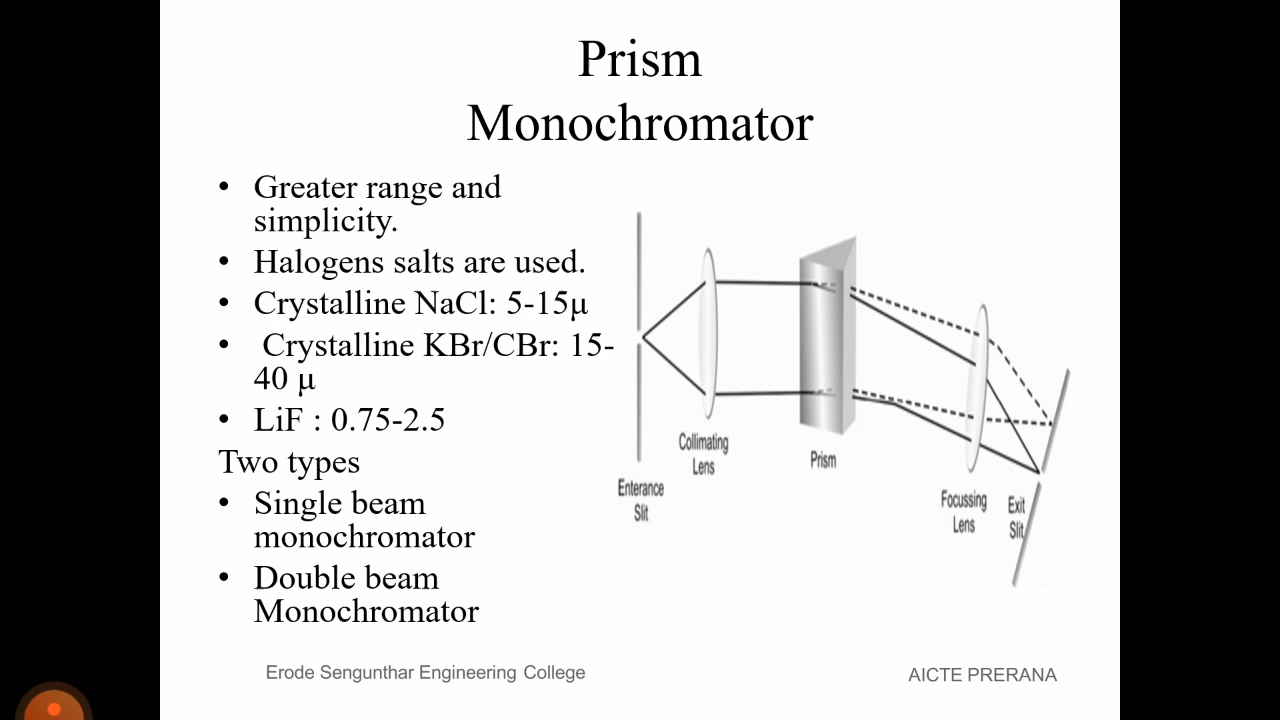 Prism
Monochromator
• Greater range and
simplicity.
• Halogens salts are used.
• Crystalline NaCl: 5-15μ
• Crystalline KBr/CBr: 15-
40 μ
• LiF : 0.75-2.5
Two types
• Single beam
monochromator
• Double beam
Monochromator
Collimating
Lens
Prism
Enterance
Slit
Focussing
Lens
Exit
Slit
Erode Sengunthar Engineering College
AICTE PRERANA